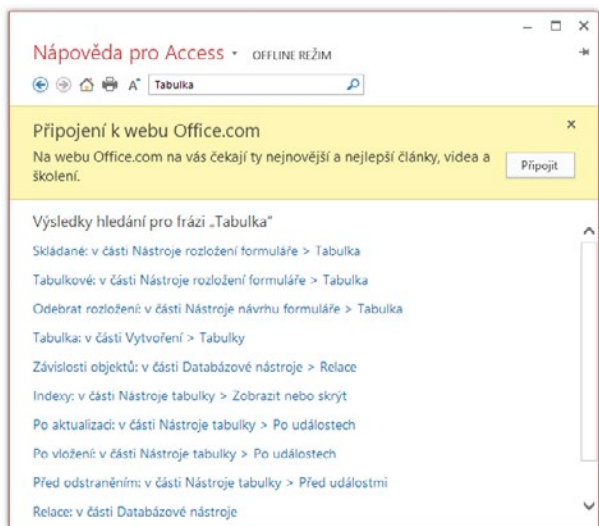 Nápověda pro Access OFFLINE REŽIM
Tabulka
Připojení k webu Office.com
Na webu Office.com na vás čekají ty nejnovější a nejlepší články, videa a
školení.
Připojit
Výsledky hledání pro frázi „Tabulka“
Skládané: v části Nástroje rozložení formuláře > Tabulka
Tabulkové: v části Nástroje rozložení formuláře > Tabulka
Odebrat rozložení: v části Nástroje návrhu formuláře > Tabulka
Tabulka: v části Vytvoření > Tabulky
Závislosti objektů: v části Databázové nástroje > Relace
Indexy: v části Nástroje tabulky > Zobrazit nebo skrýt
Po aktualizaci: v části Nástroje tabulky > Po událostech
Po vložení: v části Nástroje tabulky > Po událostech
Před odstraněním: v části Nástroje tabulky > Před událostmi
Relace: v části Databázové nástroje